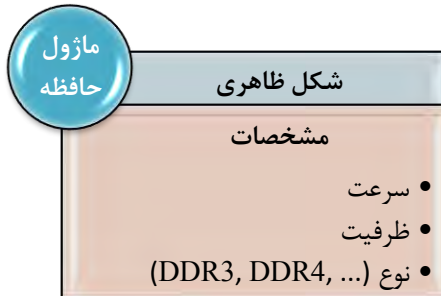 ماژول
حافظه
شکل ظاهری
مشخصات
• سرعت
• ظرفیت
• نوع (DDR3, DDR4, ...)